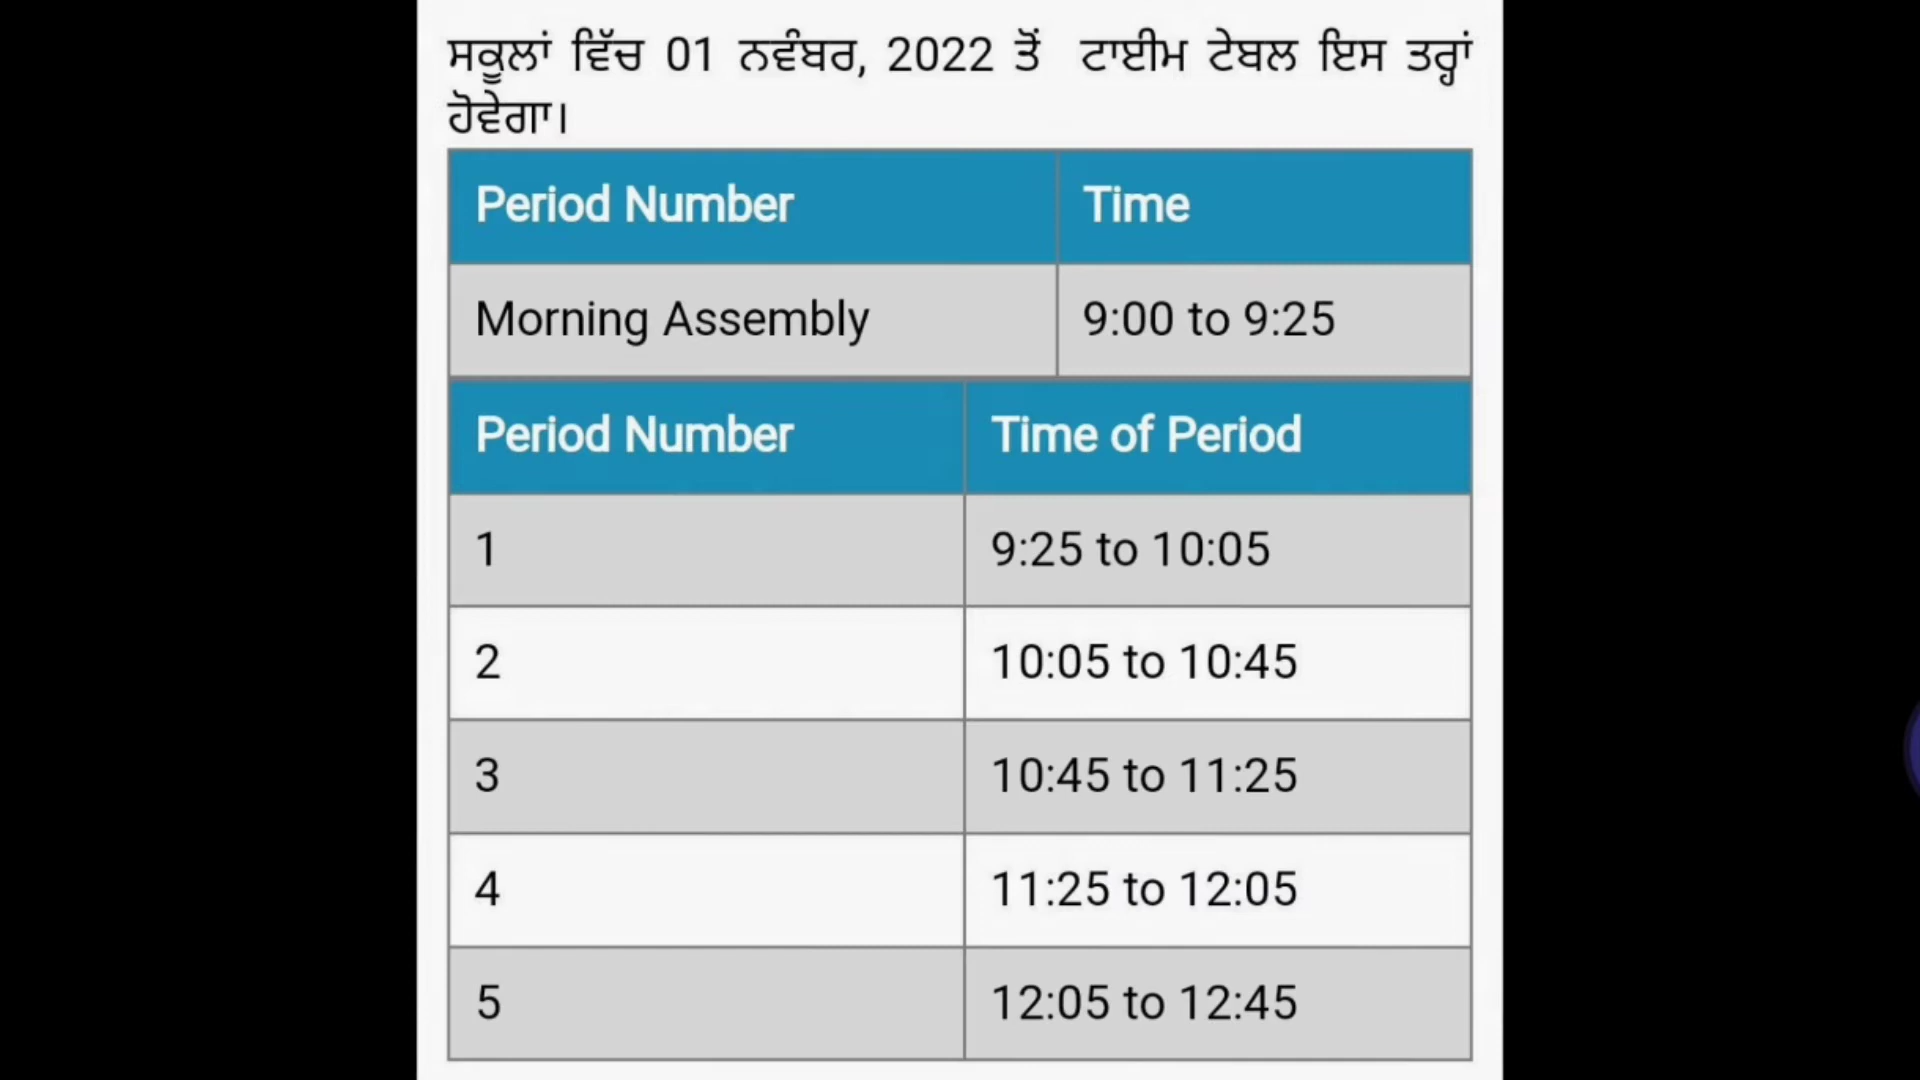 ਸਕੂਲਾਂ ਵਿੱਚ 01 ਨਵੰਬਰ, 2022 ਤੋਂ ਟਾਈਮ ਟੇਬਲ ਇਸ ਤਰ੍ਹਾਂ
ਹੋਵੇਗਾ।
Period Number Time
Morning Assembly 9:00 to 9:25
Period Number Time of Period
1 9:25 to 10:05
2 10:05 to 10:45
3 10:45 to 11:25
4 11:25 to 12:05
5 12:05 to 12:45